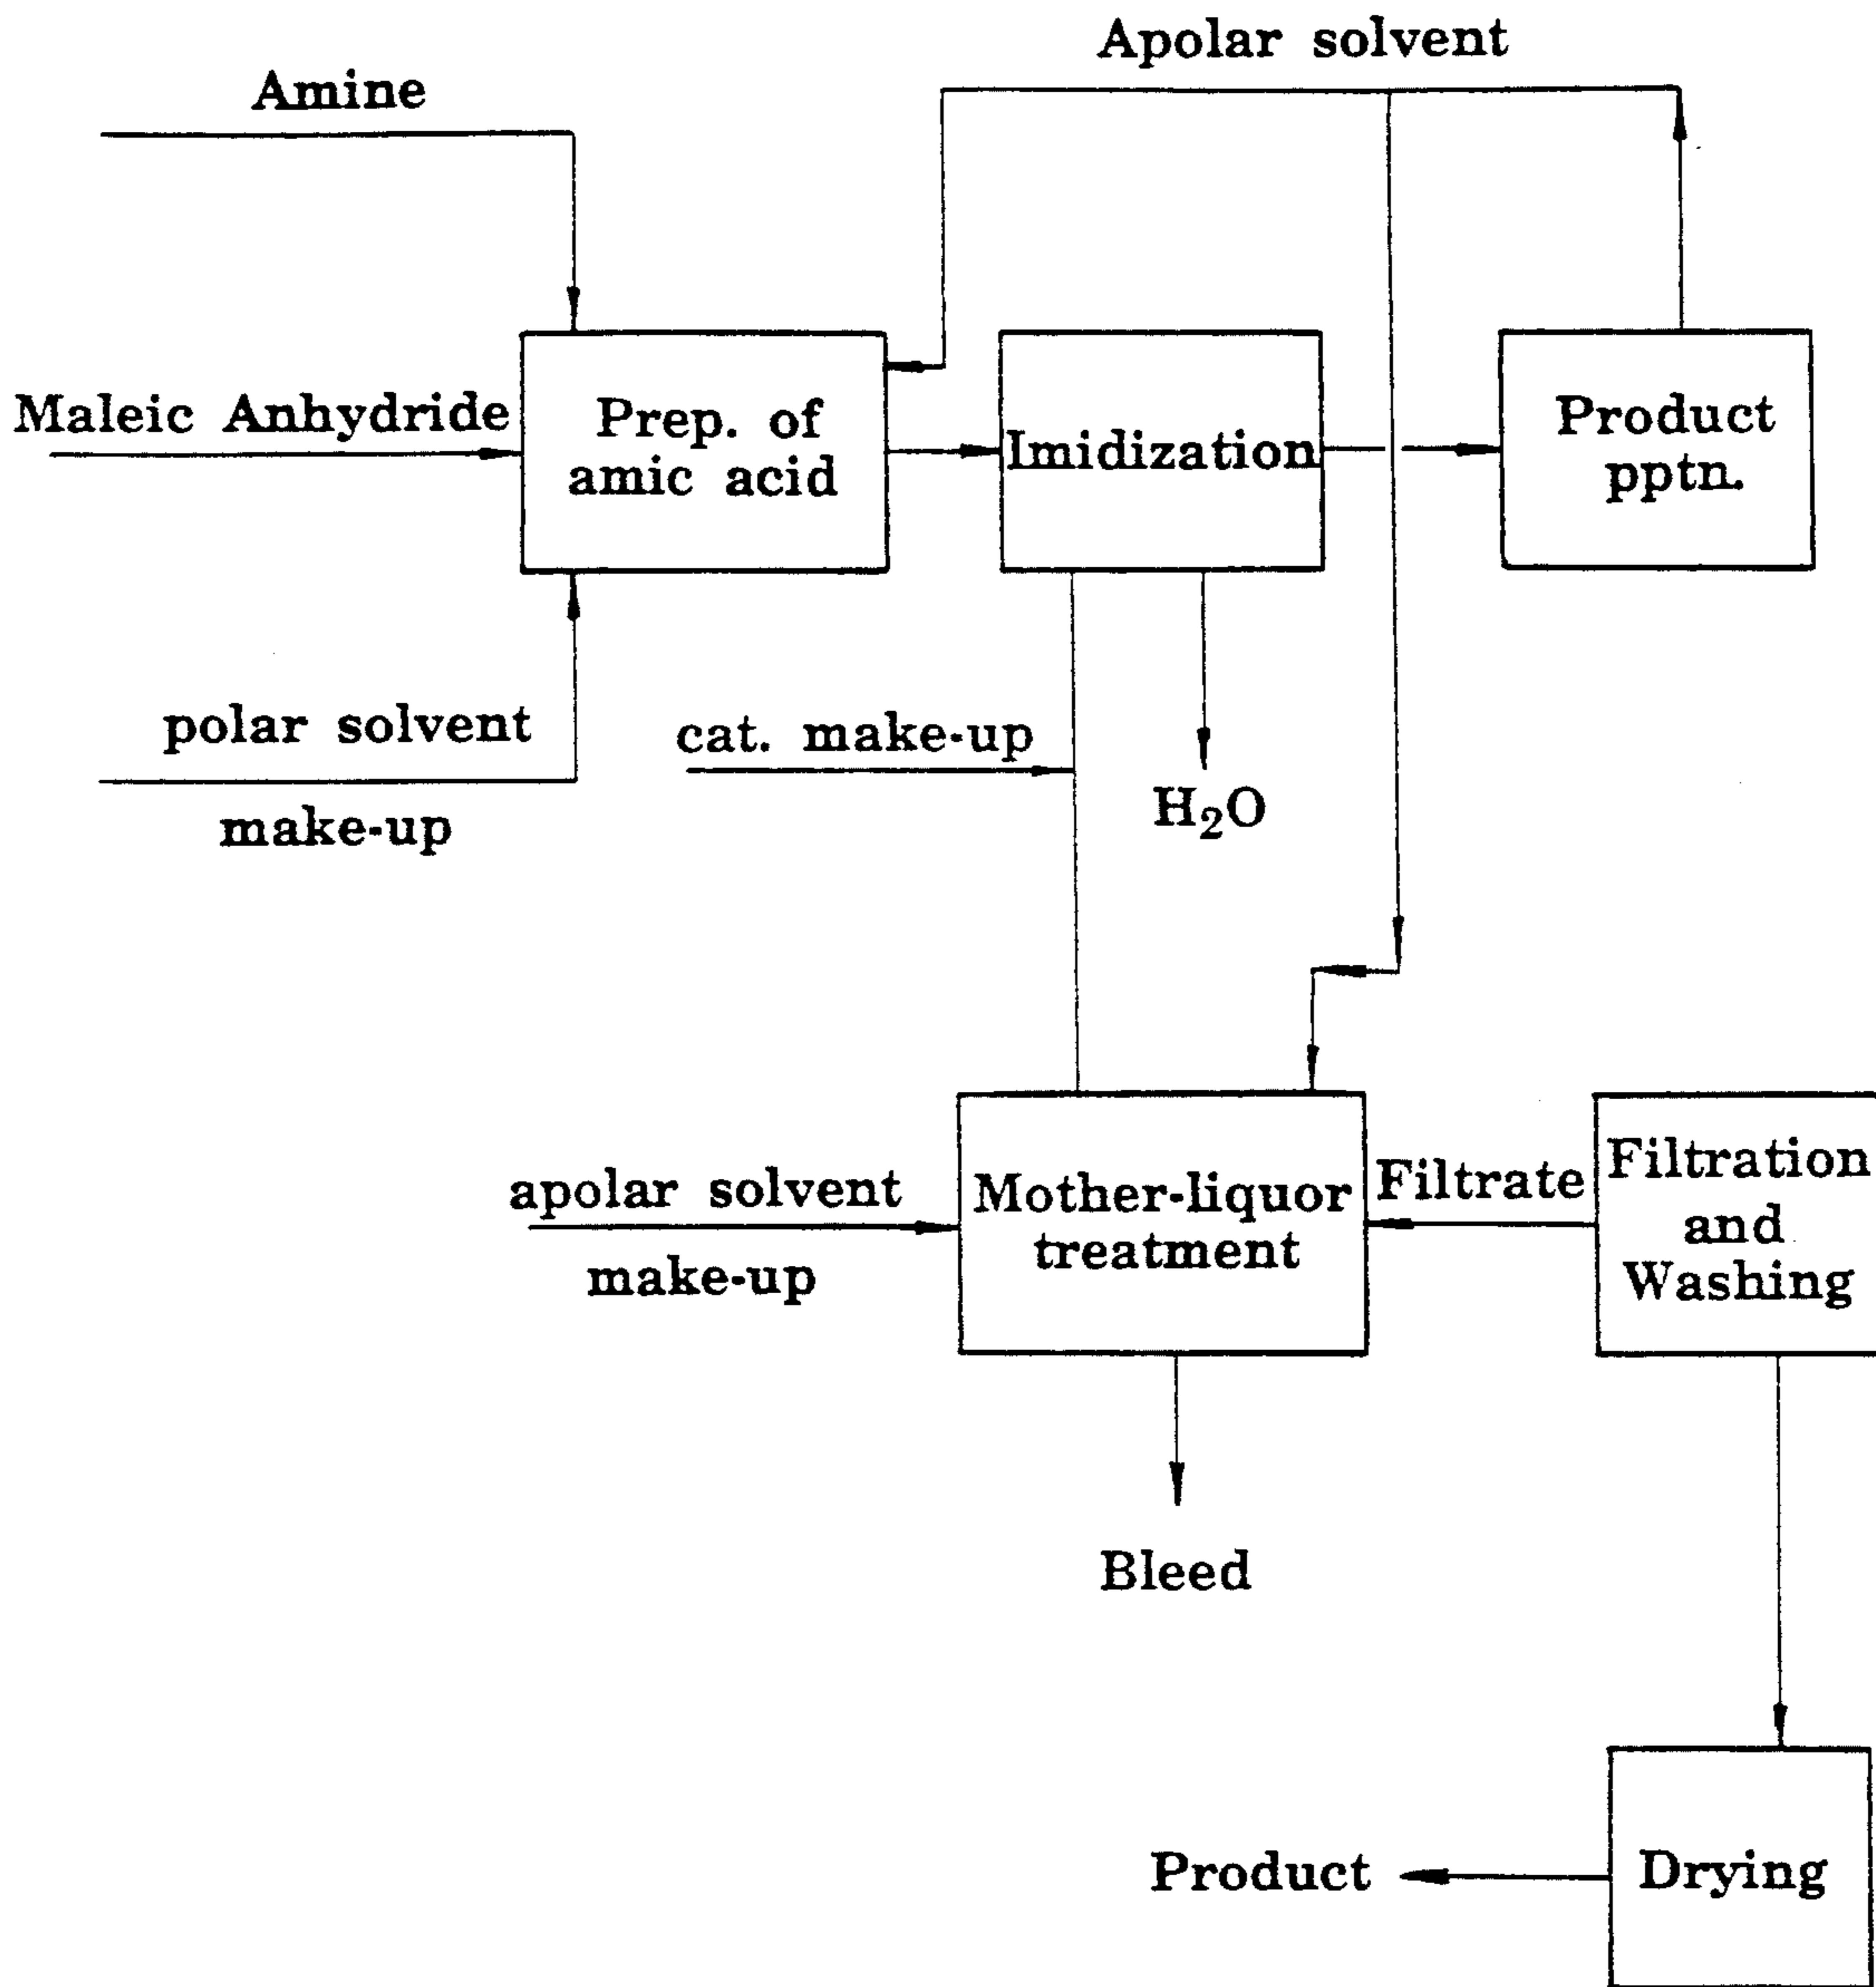 Apolar solvent
Amine
Maleic Anhydride
Prep. of
amic acid
Imidization
Product
pptn.
polar solvent
make-up
cat. make-up
H₂O
apolar solvent
make-up
Mother-liquor
treatment
Filtrate
Filtration
and
Washing
Bleed
Product
Drying